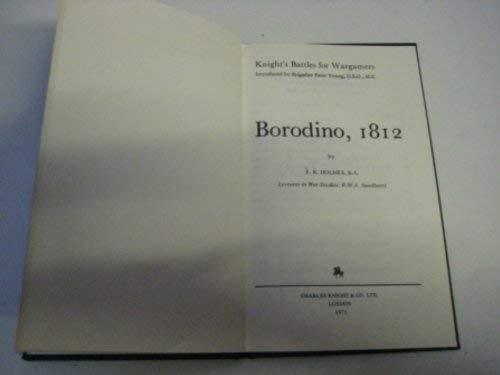 Knight's Battles for Wargamers
Introduced by Brigadier Peter Young, D.S.O., M.C.
Borodino, 1812
by
E. R. HOLMES, B.A.
Lecturer in War Studies, R.M.A. Sandhurst
CHARLES KNIGHT & CO. LTD.
LONDON
1971